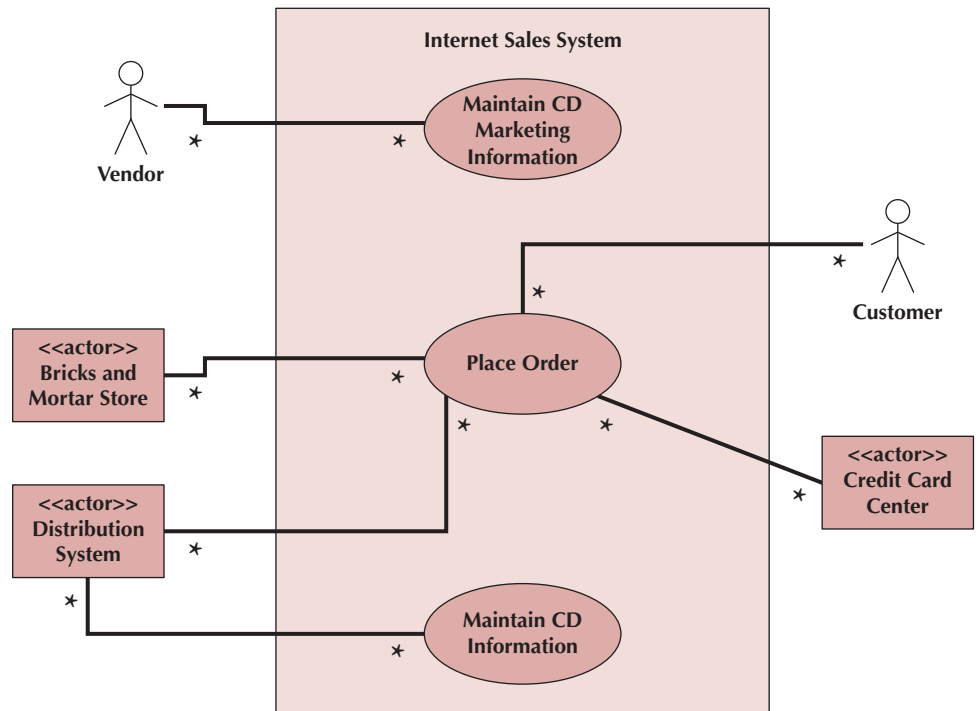 Internet Sales System
Maintain CD
Marketing
Information
*
*
Vendor
*
*
Customer
<<actor>>
Bricks and
Mortar Store
*
*
Place Order
*
*
<<actor>>
Credit Card
Center
*
<<actor>>
Distribution
System
*
*
Maintain CD
Information
*